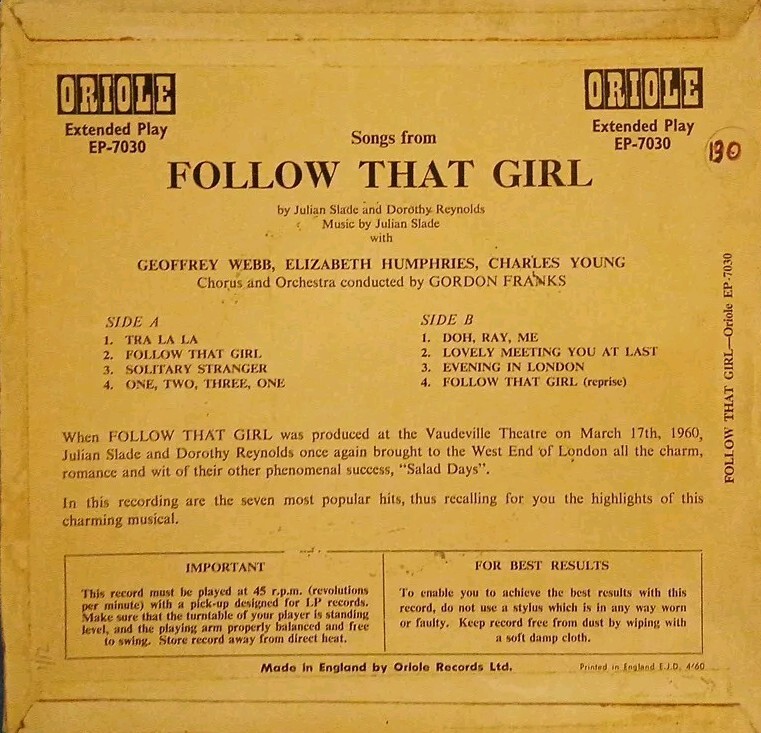 ORIOLE
Extended Play
EP-7030
ORIOLE
Extended Play
EP-7030
190
Songs from
FOLLOW THAT GIRL
by Julian Slade and Dorothy Reynolds
Music by Julian Slade
with
GEOFFREY WEBB, ELIZABETH HUMPHRIES, CHARLES YOUNG
Chorus and Orchestra conducted by GORDON FRANKS
SIDE A
1. TRA LA LA
2. FOLLOW THAT GIRL
3. SOLITARY STRANGER
4. ONE, TWO, THREE, ONE
SIDE B
1. DOH, RAY, ME
2. LOVELY MEETING YOU AT LAST
3. EVENING IN LONDON
4. FOLLOW THAT GIRL (reprise)
When FOLLOW THAT GIRL was produced at the Vaudeville Theatre on March 17th, 1960,
Julian Slade and Dorothy Reynolds once again brought to the West End of London all the charm,
romance and wit of their other phenomenal success, "Salad Days".
In this recording are the seven most popular hits, thus recalling for you the highlights of this
charming musical.
IMPORTANT
This record must be played at 45 r.p.m. (revolutions
per minute) with a pick-up designed for LP records.
Make sure that the turntable of your player is standing
level, and the playing arm properly balanced and free
to swing. Store record away from direct heat.
FOR BEST RESULTS
To enable you to achieve the best results with this
record, do not use a stylus which is in any way worn
or faulty. Keep record free from dust by wiping with
a soft damp cloth.
Made in England by Oriole Records Ltd.
Printed in England E.J.D. 4/60
FOLLOW THAT GIRL—Oriole EP-7030